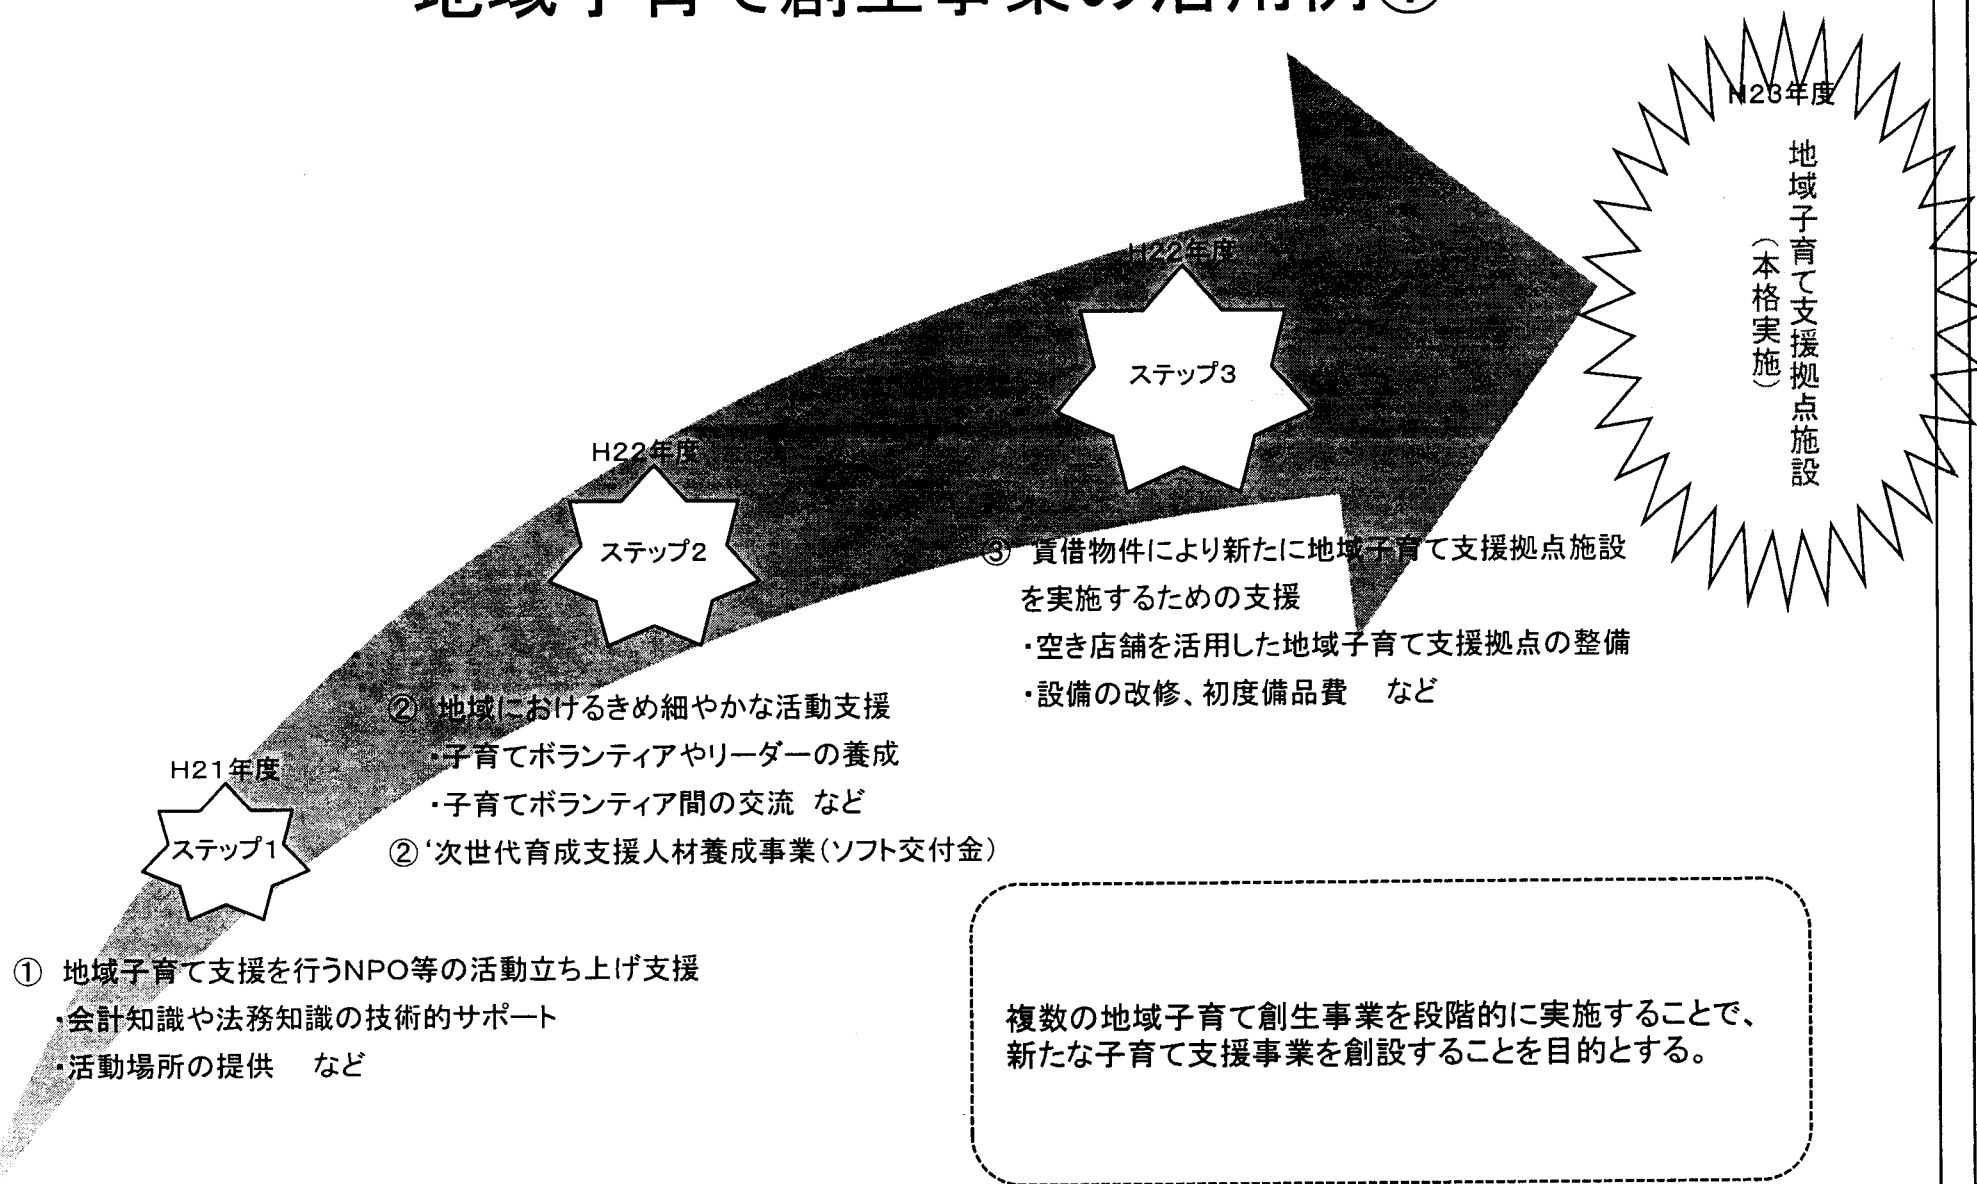 地域子育て創生事業の活用例
H23年度
地域子育て支援拠点施設
（本格実施）
H22年度
ステップ3
③ 賃借物件により新たに地域子育て支援拠点施設
を実施するための支援
・空き店舗を活用した地域子育て支援拠点の整備
・設備の改修、初度備品費 など
H22年度
ステップ2
② 地域におけるきめ細やかな活動支援
・子育てボランティアやリーダーの養成
・子育てボランティア間の交流 など
②‘次世代育成支援人材養成事業（ソフト交付金）
H21年度
ステップ1
① 地域子育て支援を行うNPO等の活動立ち上げ支援
・会計知識や法務知識の技術的サポート
・活動場所の提供 など
複数の地域子育て創生事業を段階的に実施することで、
新たな子育て支援事業を創設することを目的とする。